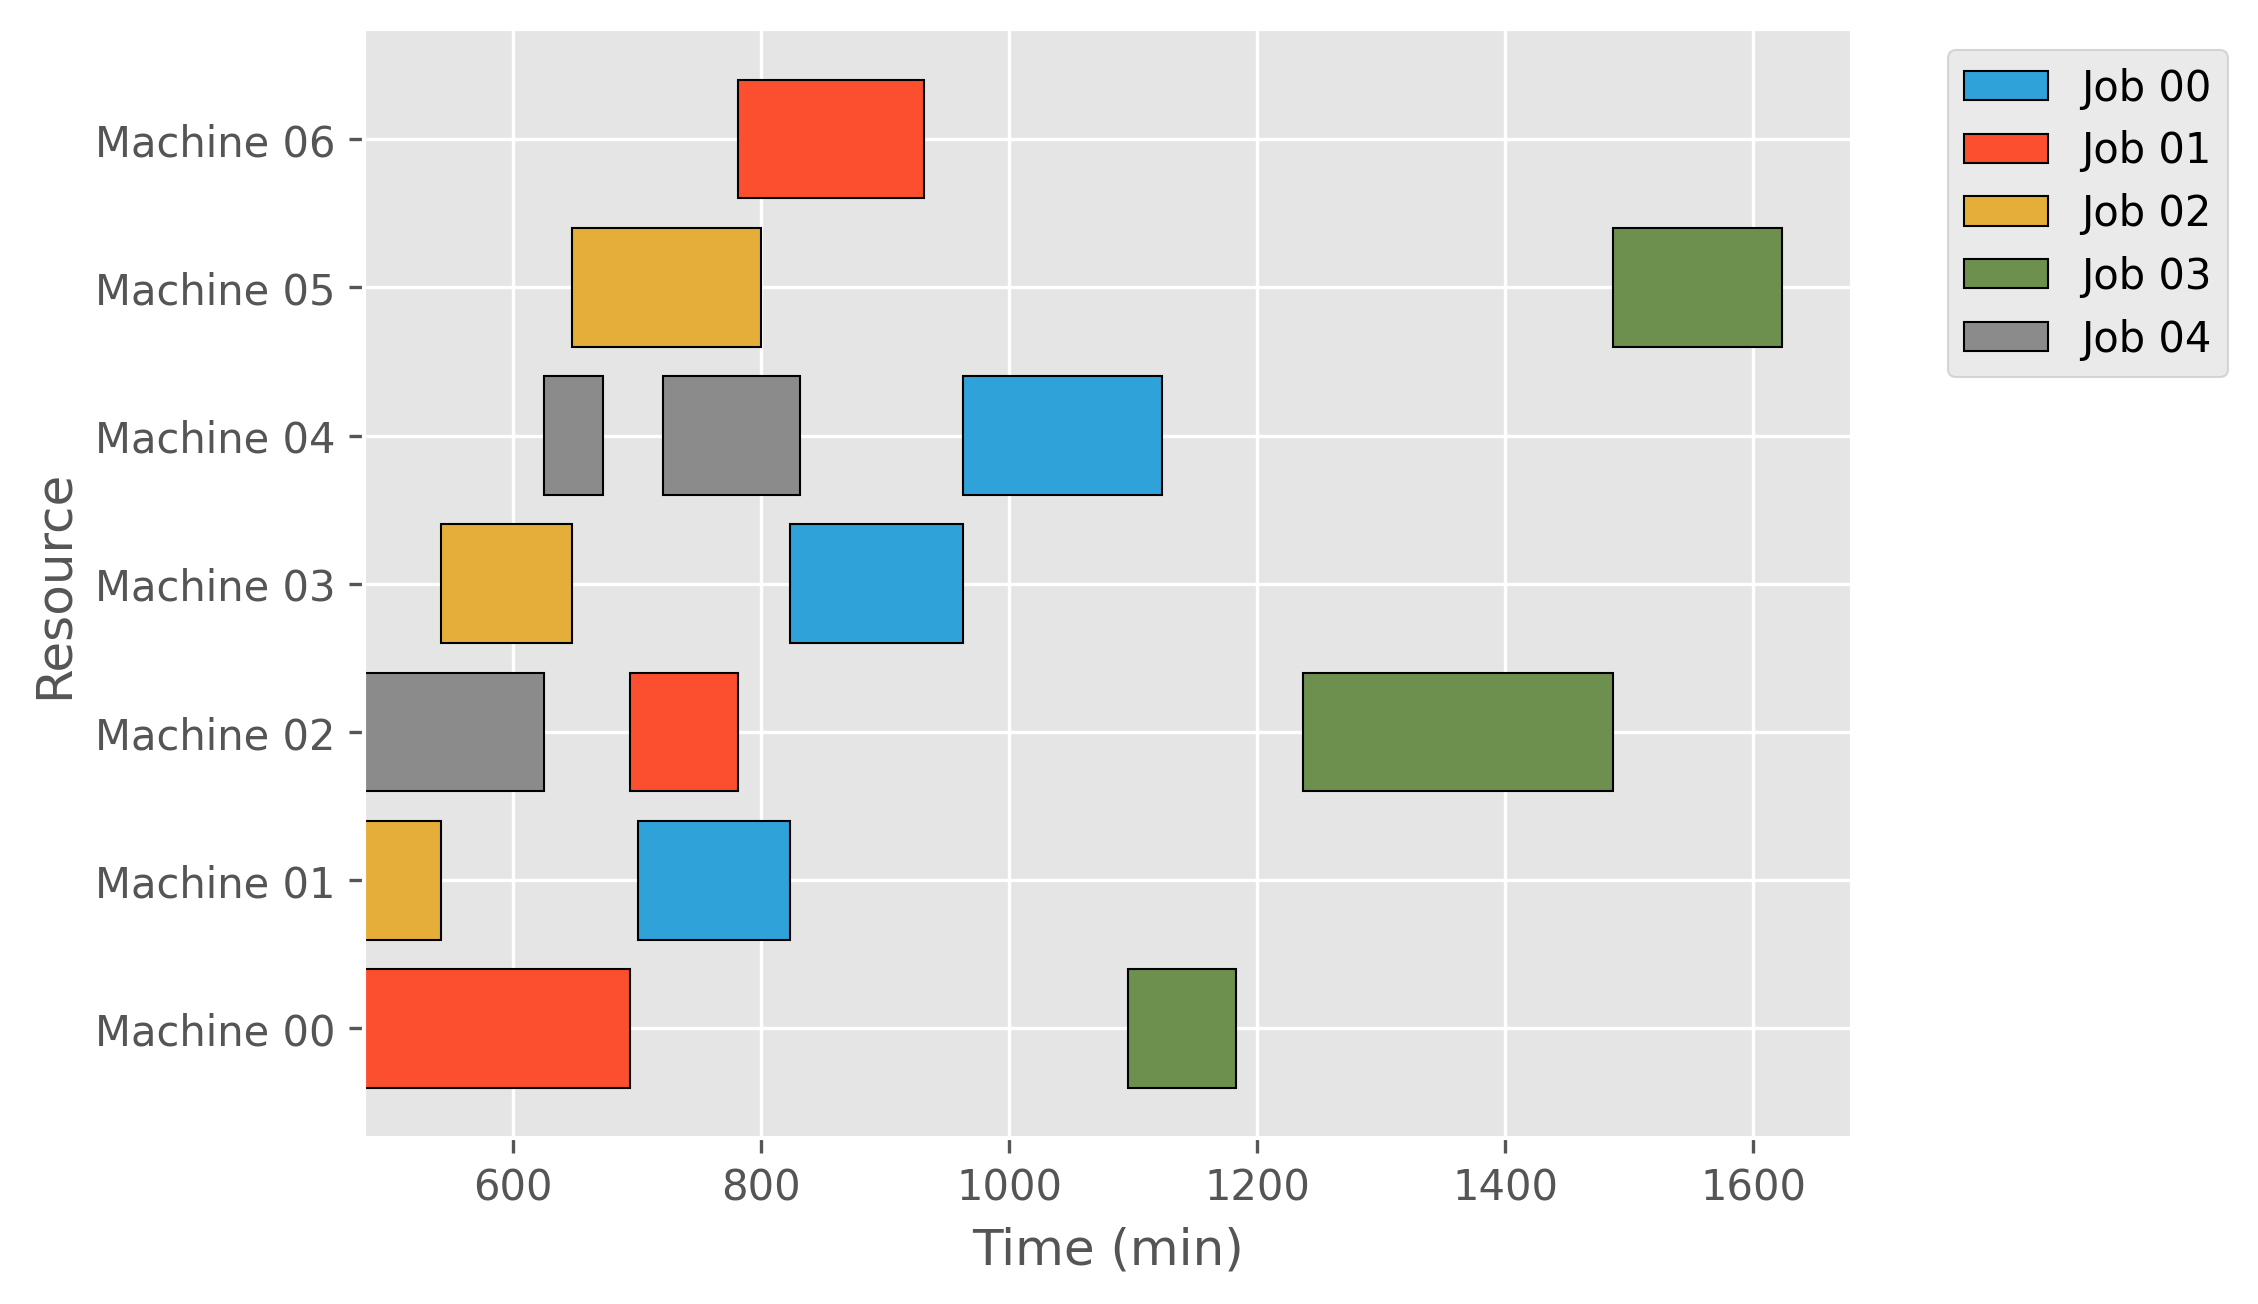 Machine 06
Machine 05
Machine 04
Machine 03
Machine 02
Machine 01
Machine 00
Resource
600
800
1000
1200
1400
1600
Time (min)
Job 00
Job 01
Job 02
Job 03
Job 04